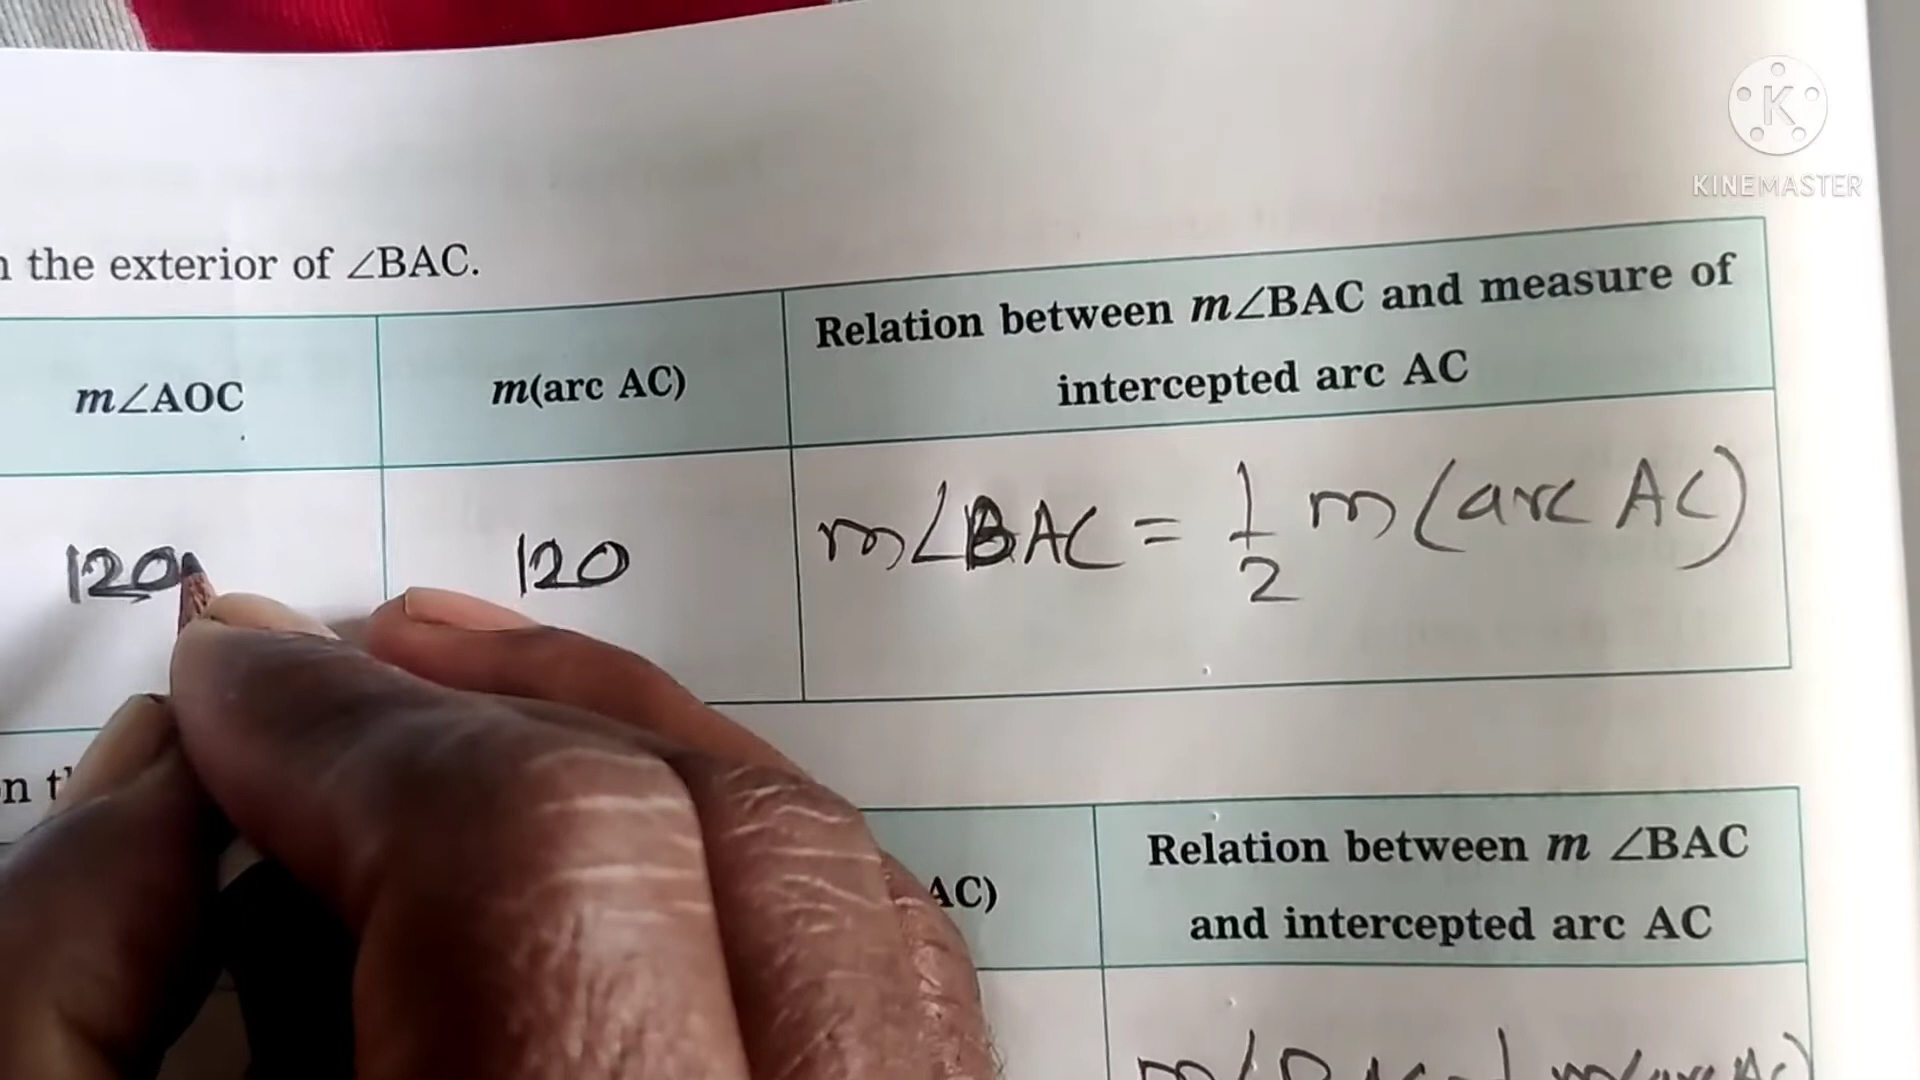 KINEMASTER
the exterior of ∠BAC.
m∠AOC
m(arc AC)
Relation between m∠BAC and measure of
intercepted arc AC
120
120
m∠BAC = 1/2 m(arc AC)
AC)
Relation between m ∠BAC
and intercepted arc AC